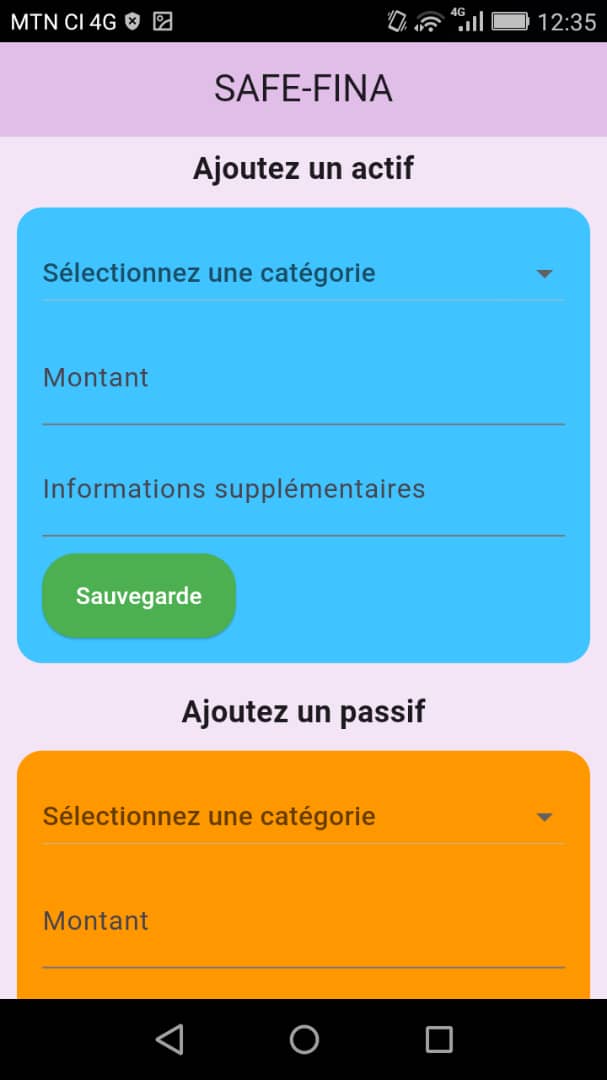 MTN CI 4G 4G 12:35
SAFE-FINA
Ajoutez un actif
Sélectionnez une catégorie
Montant
Informations supplémentaires
Sauvegarde
Ajoutez un passif
Sélectionnez une catégorie
Montant